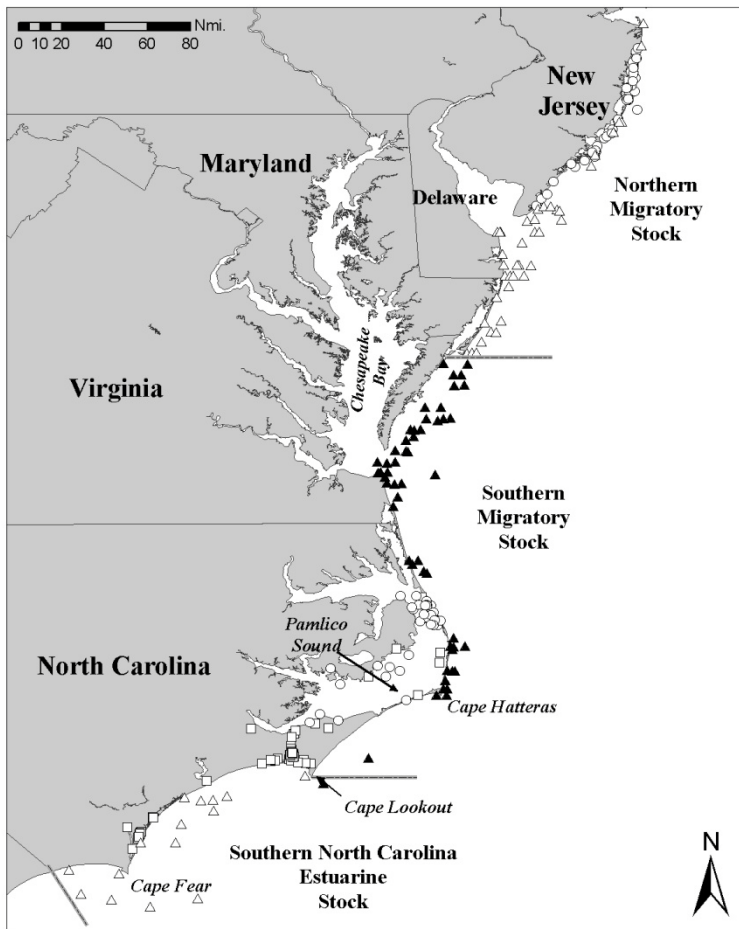 Nmi.
0 10 20 40 60 80
New
Jersey
Maryland
Delaware
Northern
Migratory
Stock
Chesapeake
Bay
Virginia
Southern
Migratory
Stock
Pamlico
Sound
North Carolina
Cape Hatteras
Cape Lookout
Southern North Carolina
Estuarine
Stock
Cape Fear
N